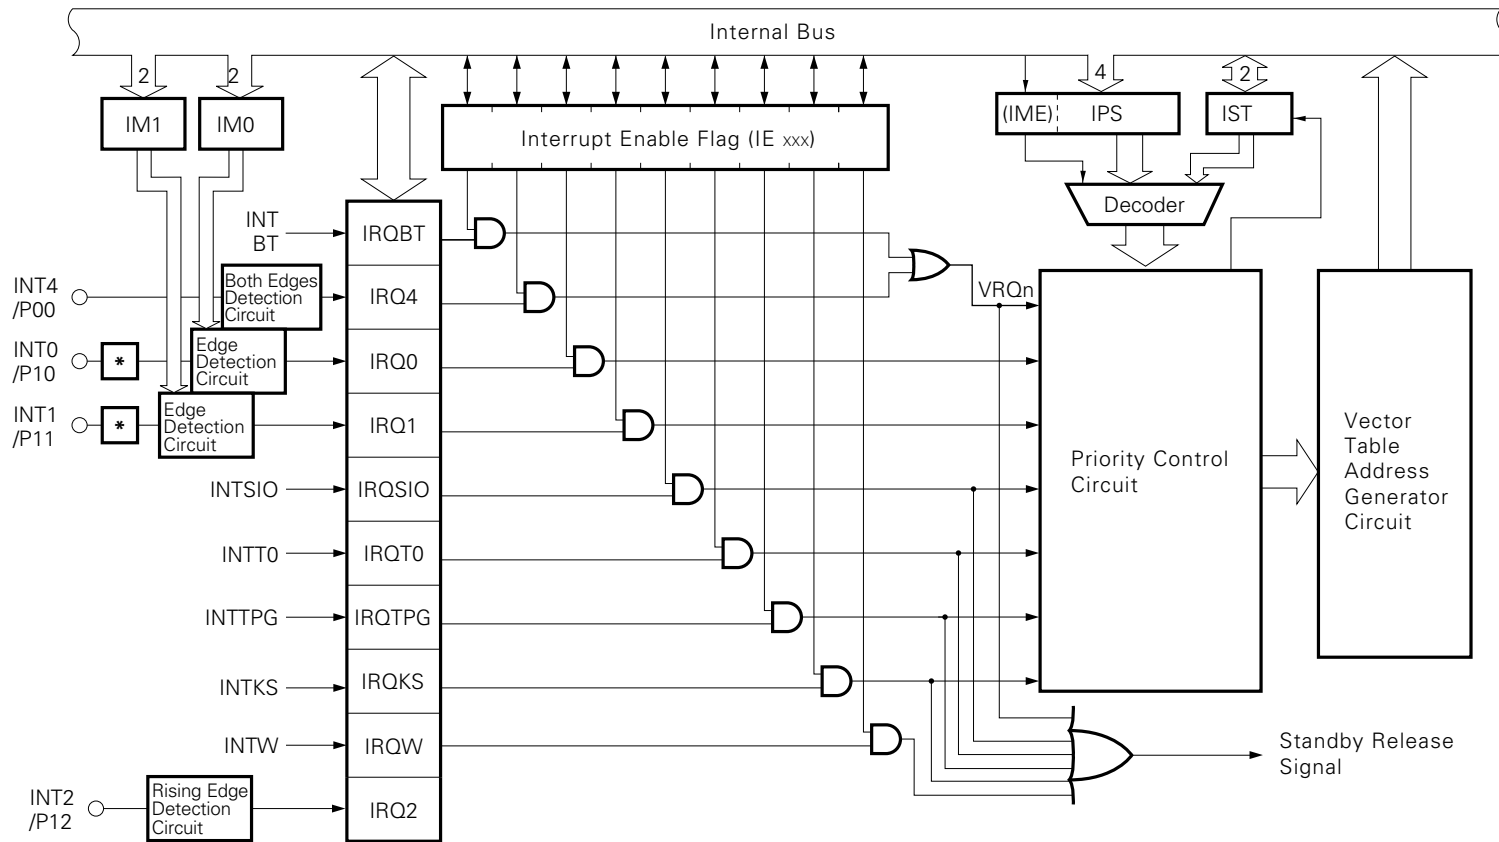 Internal Bus
2
2
4
2
IM1
IM0
Interrupt Enable Flag (IE xxx)
(IME)
IPS
IST
Decoder
INT
BT
IRQBT
INT4
/P00
Both Edges
Detection
Circuit
IRQ4
VRQn
INT0
/P10
*
Edge
Detection
Circuit
IRQ0
INT1
/P11
*
Edge
Detection
Circuit
IRQ1
INTSIO
IRQSIO
Priority Control
Circuit
Vector
Table
Address
Generator
Circuit
INTT0
IRQT0
INTTPG
IRQTPG
INTKS
IRQKS
INTW
IRQW
Standby Release
Signal
INT2
/P12
Rising Edge
Detection
Circuit
IRQ2